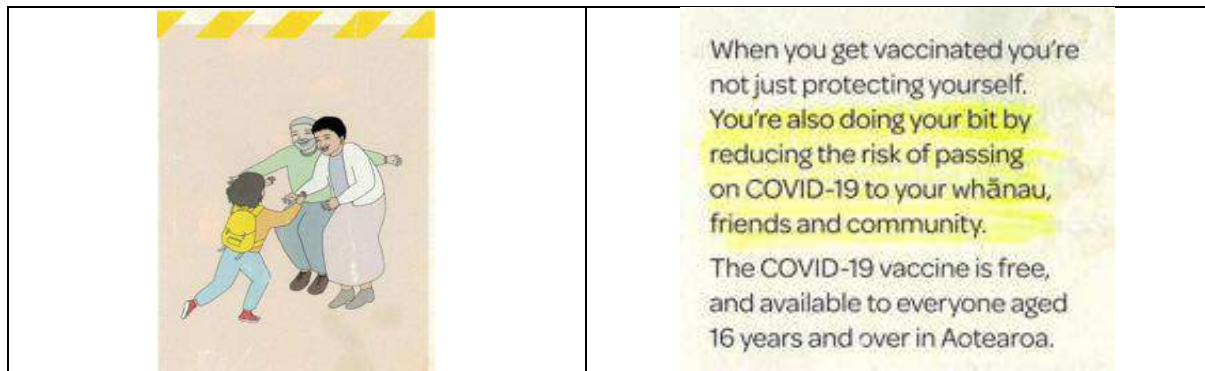 When you get vaccinated you're
not just protecting yourself.
You're also doing your bit by
reducing the risk of passing
on COVID-19 to your whānau,
friends and community.
The COVID-19 vaccine is free,
and available to everyone aged
16 years and over in Aotearoa.